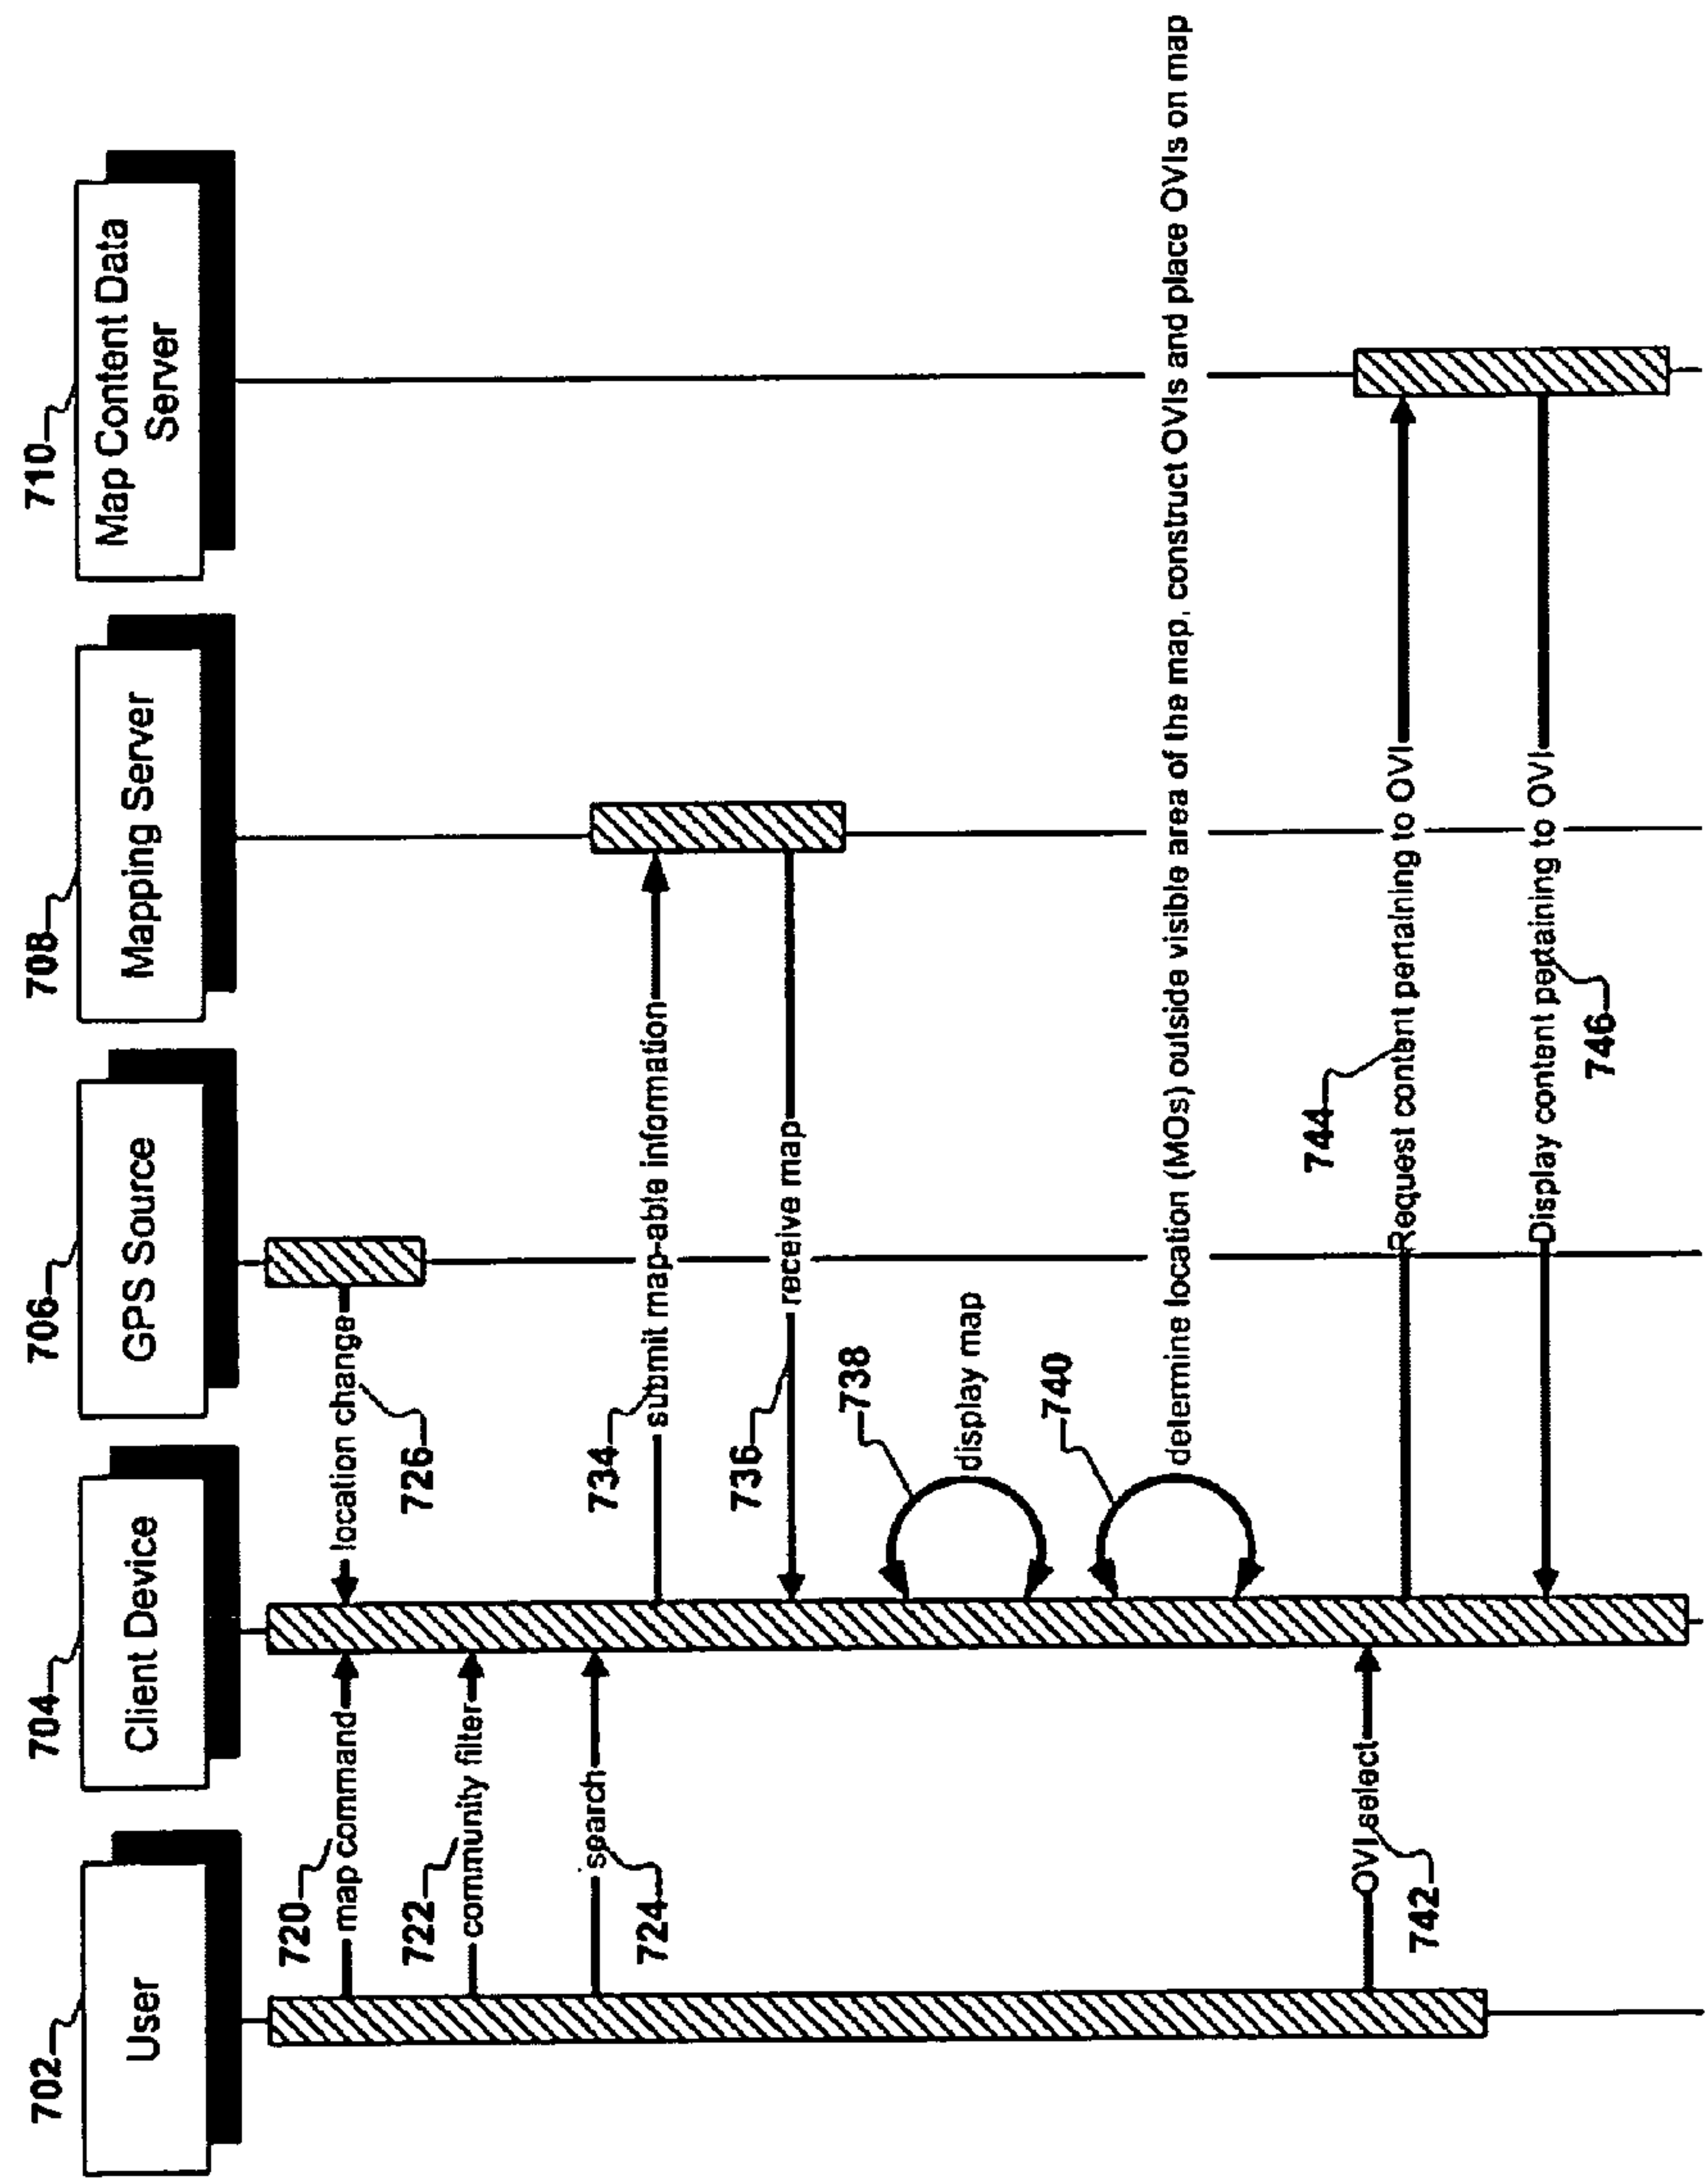 702
User
704
Client Device
706
GPS Source
708
Mapping Server
710
Map Content Data
Server
720
map command
location change
726
722
community filter
search
724
734
submit map-able information
736
receive map
738
display map
740
determine location (MOs) outside visible area of the map, construct OVIs and place OVIs on map
OVI select
742
744
Request content pertaining to OVI
Display content pertaining to OVI
746